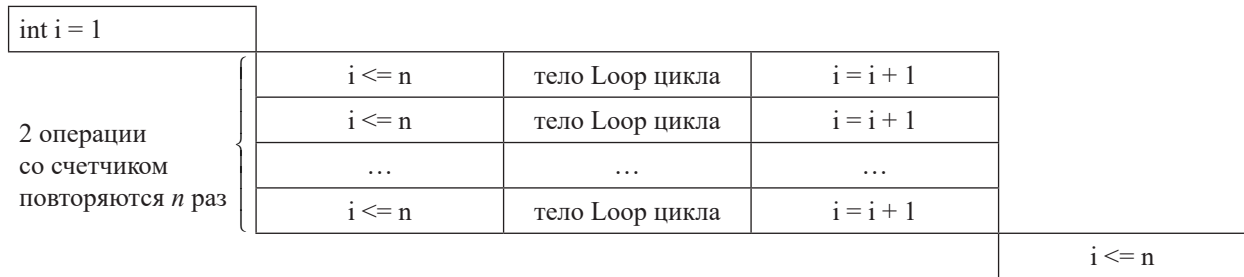 int i = 1
i <= n тело Loop цикла i = i + 1
i <= n тело Loop цикла i = i + 1
… … …
i <= n тело Loop цикла i = i + 1
2 операции
со счетчиком
повторяются n раз
i <= n